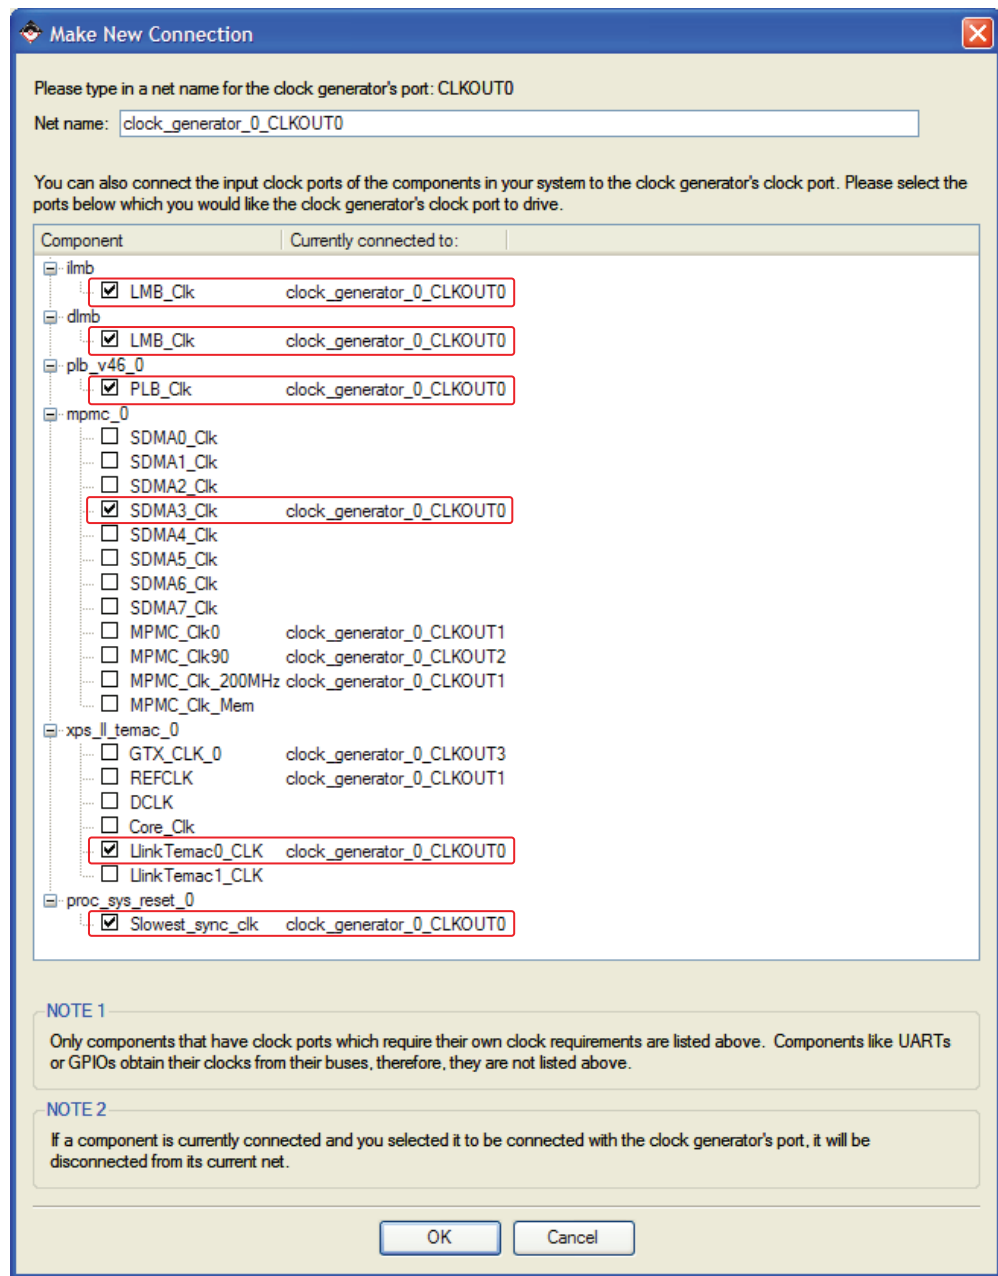 Make New Connection
Please type in a net name for the clock generator's port: CLKOUT0
Net name: clock_generator_0_CLKOUT0
You can also connect the input clock ports of the components in your system to the clock generator's clock port. Please select the
ports below which you would like the clock generator's clock port to drive.
Component Currently connected to:
ilmb
LMB_Clk clock_generator_0_CLKOUT0
dlmb
LMB_Clk clock_generator_0_CLKOUT0
plb_v46_0
PLB_Clk clock_generator_0_CLKOUT0
mpmc_0
SDMA0_Clk
SDMA1_Clk
SDMA2_Clk
SDMA3_Clk clock_generator_0_CLKOUT0
SDMA4_Clk
SDMA5_Clk
SDMA6_Clk
SDMA7_Clk
MPMC_Clk0 clock_generator_0_CLKOUT1
MPMC_Clk90 clock_generator_0_CLKOUT2
MPMC_Clk_200MHz clock_generator_0_CLKOUT1
MPMC_Clk_Mem
xps_ll_temac_0
GTX_CLK_0 clock_generator_0_CLKOUT3
REFCLK clock_generator_0_CLKOUT1
DCLK
Core_Clk
LlinkTemac0_CLK clock_generator_0_CLKOUT0
LlinkTemac1_CLK
proc_sys_reset_0
Slowest_sync_clk clock_generator_0_CLKOUT0
NOTE 1
Only components that have clock ports which require their own clock requirements are listed above. Components like UARTs
or GPIOs obtain their clocks from their buses, therefore, they are not listed above.
NOTE 2
If a component is currently connected and you selected it to be connected with the clock generator's port, it will be
disconnected from its current net.
OK Cancel